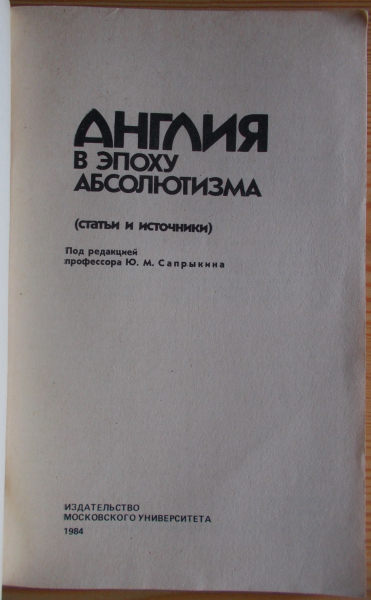 АНГЛИЯ
В ЭПОХУ
АБСОЛЮТИЗМА
(статьи и источники)
Под редакцией
профессора Ю. М. Сапрыкина
ИЗДАТЕЛЬСТВО
МОСКОВСКОГО УНИВЕРСИТЕТА
1984